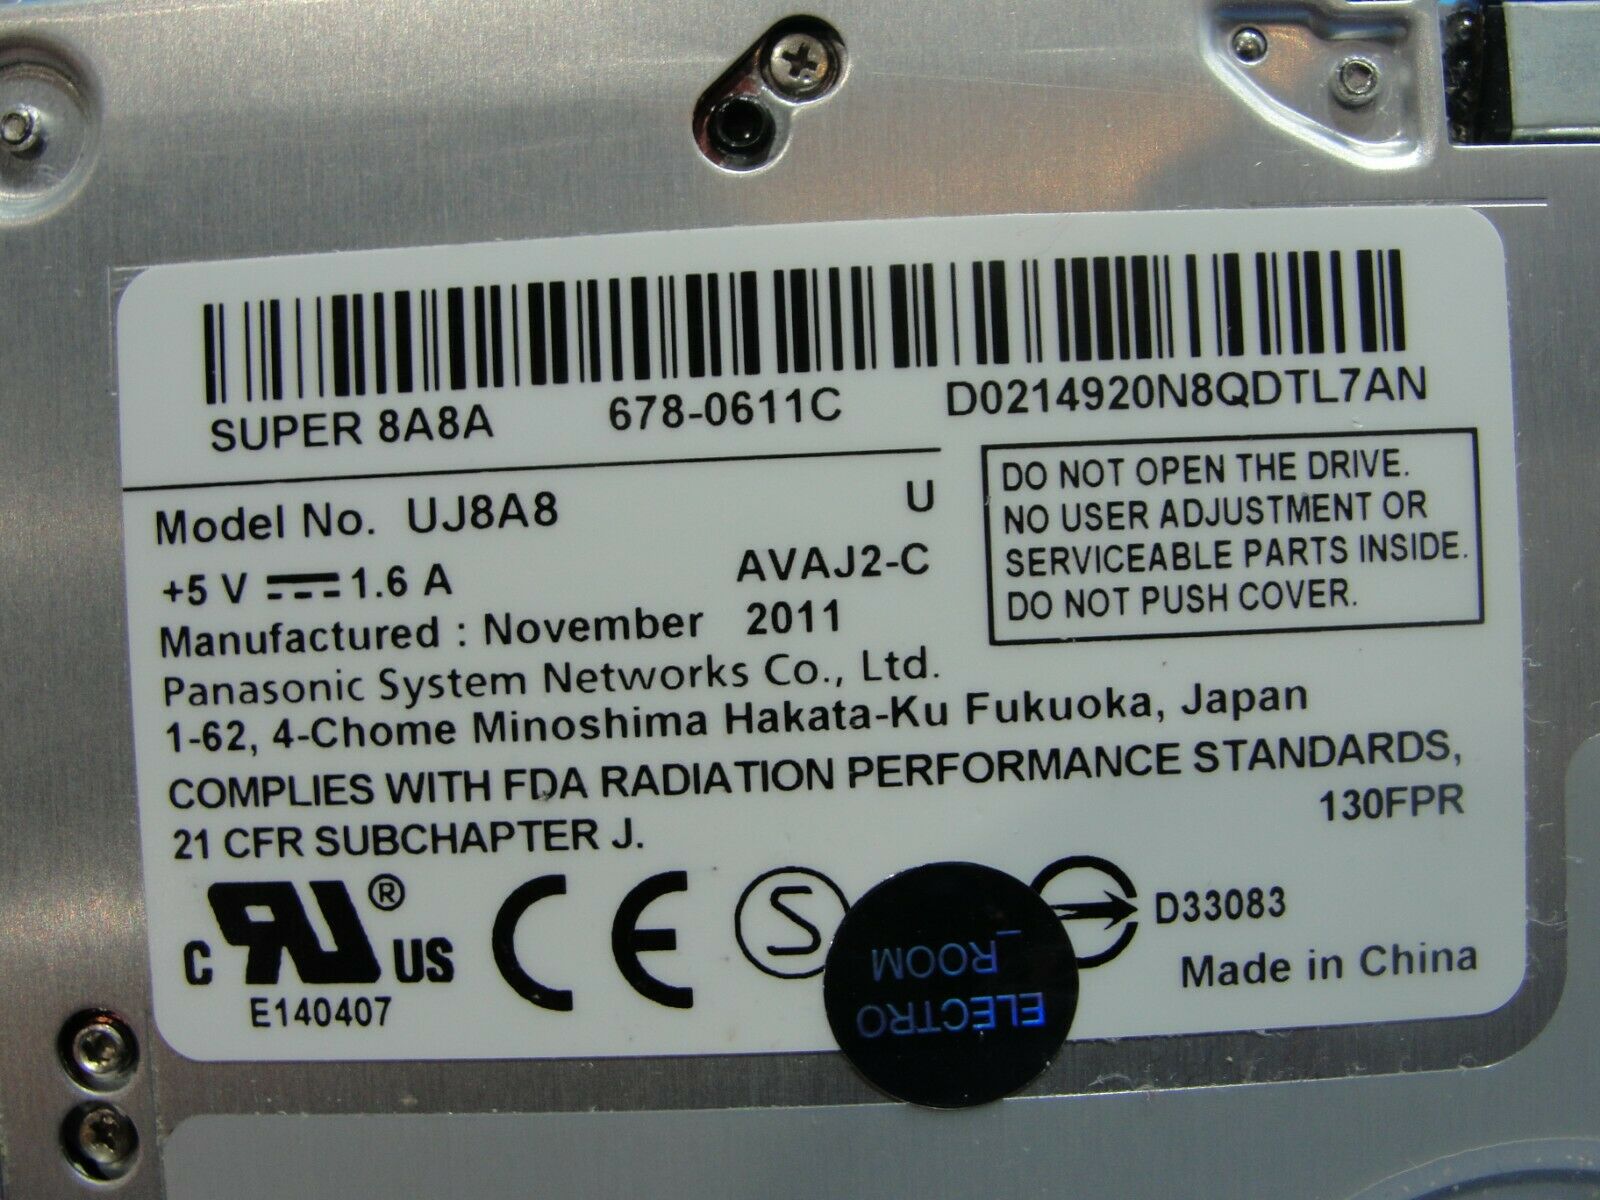 SUPER 8A8A 678-0611C D0214920N8QDTL7AN
Model No. UJ8A8 U
+5 V 1.6 A AVAJ2-C
Manufactured : November 2011
DO NOT OPEN THE DRIVE.
NO USER ADJUSTMENT OR
SERVICEABLE PARTS INSIDE.
DO NOT PUSH COVER.
Panasonic System Networks Co., Ltd.
1-62, 4-Chome Minoshima Hakata-Ku Fukuoka, Japan
COMPLIES WITH FDA RADIATION PERFORMANCE STANDARDS,
21 CFR SUBCHAPTER J. 130FPR
C RU ® US
E140407
CE
S
D33083
Made in China
ELECTRO
_ROOM